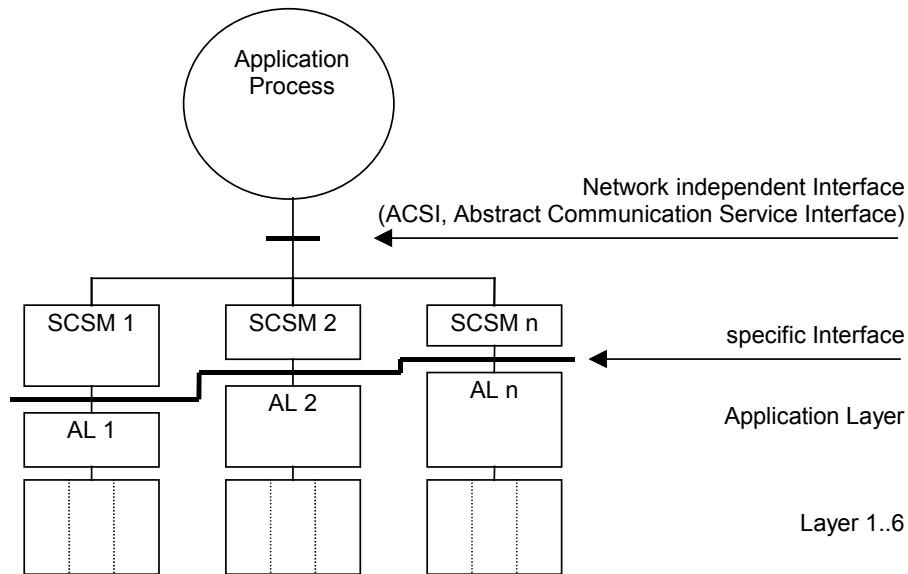 Application
Process
Network independent Interface
(ACSI, Abstract Communication Service Interface)
SCSM 1
SCSM 2
SCSM n
specific Interface
AL 1
AL 2
AL n
Application Layer
Layer 1..6